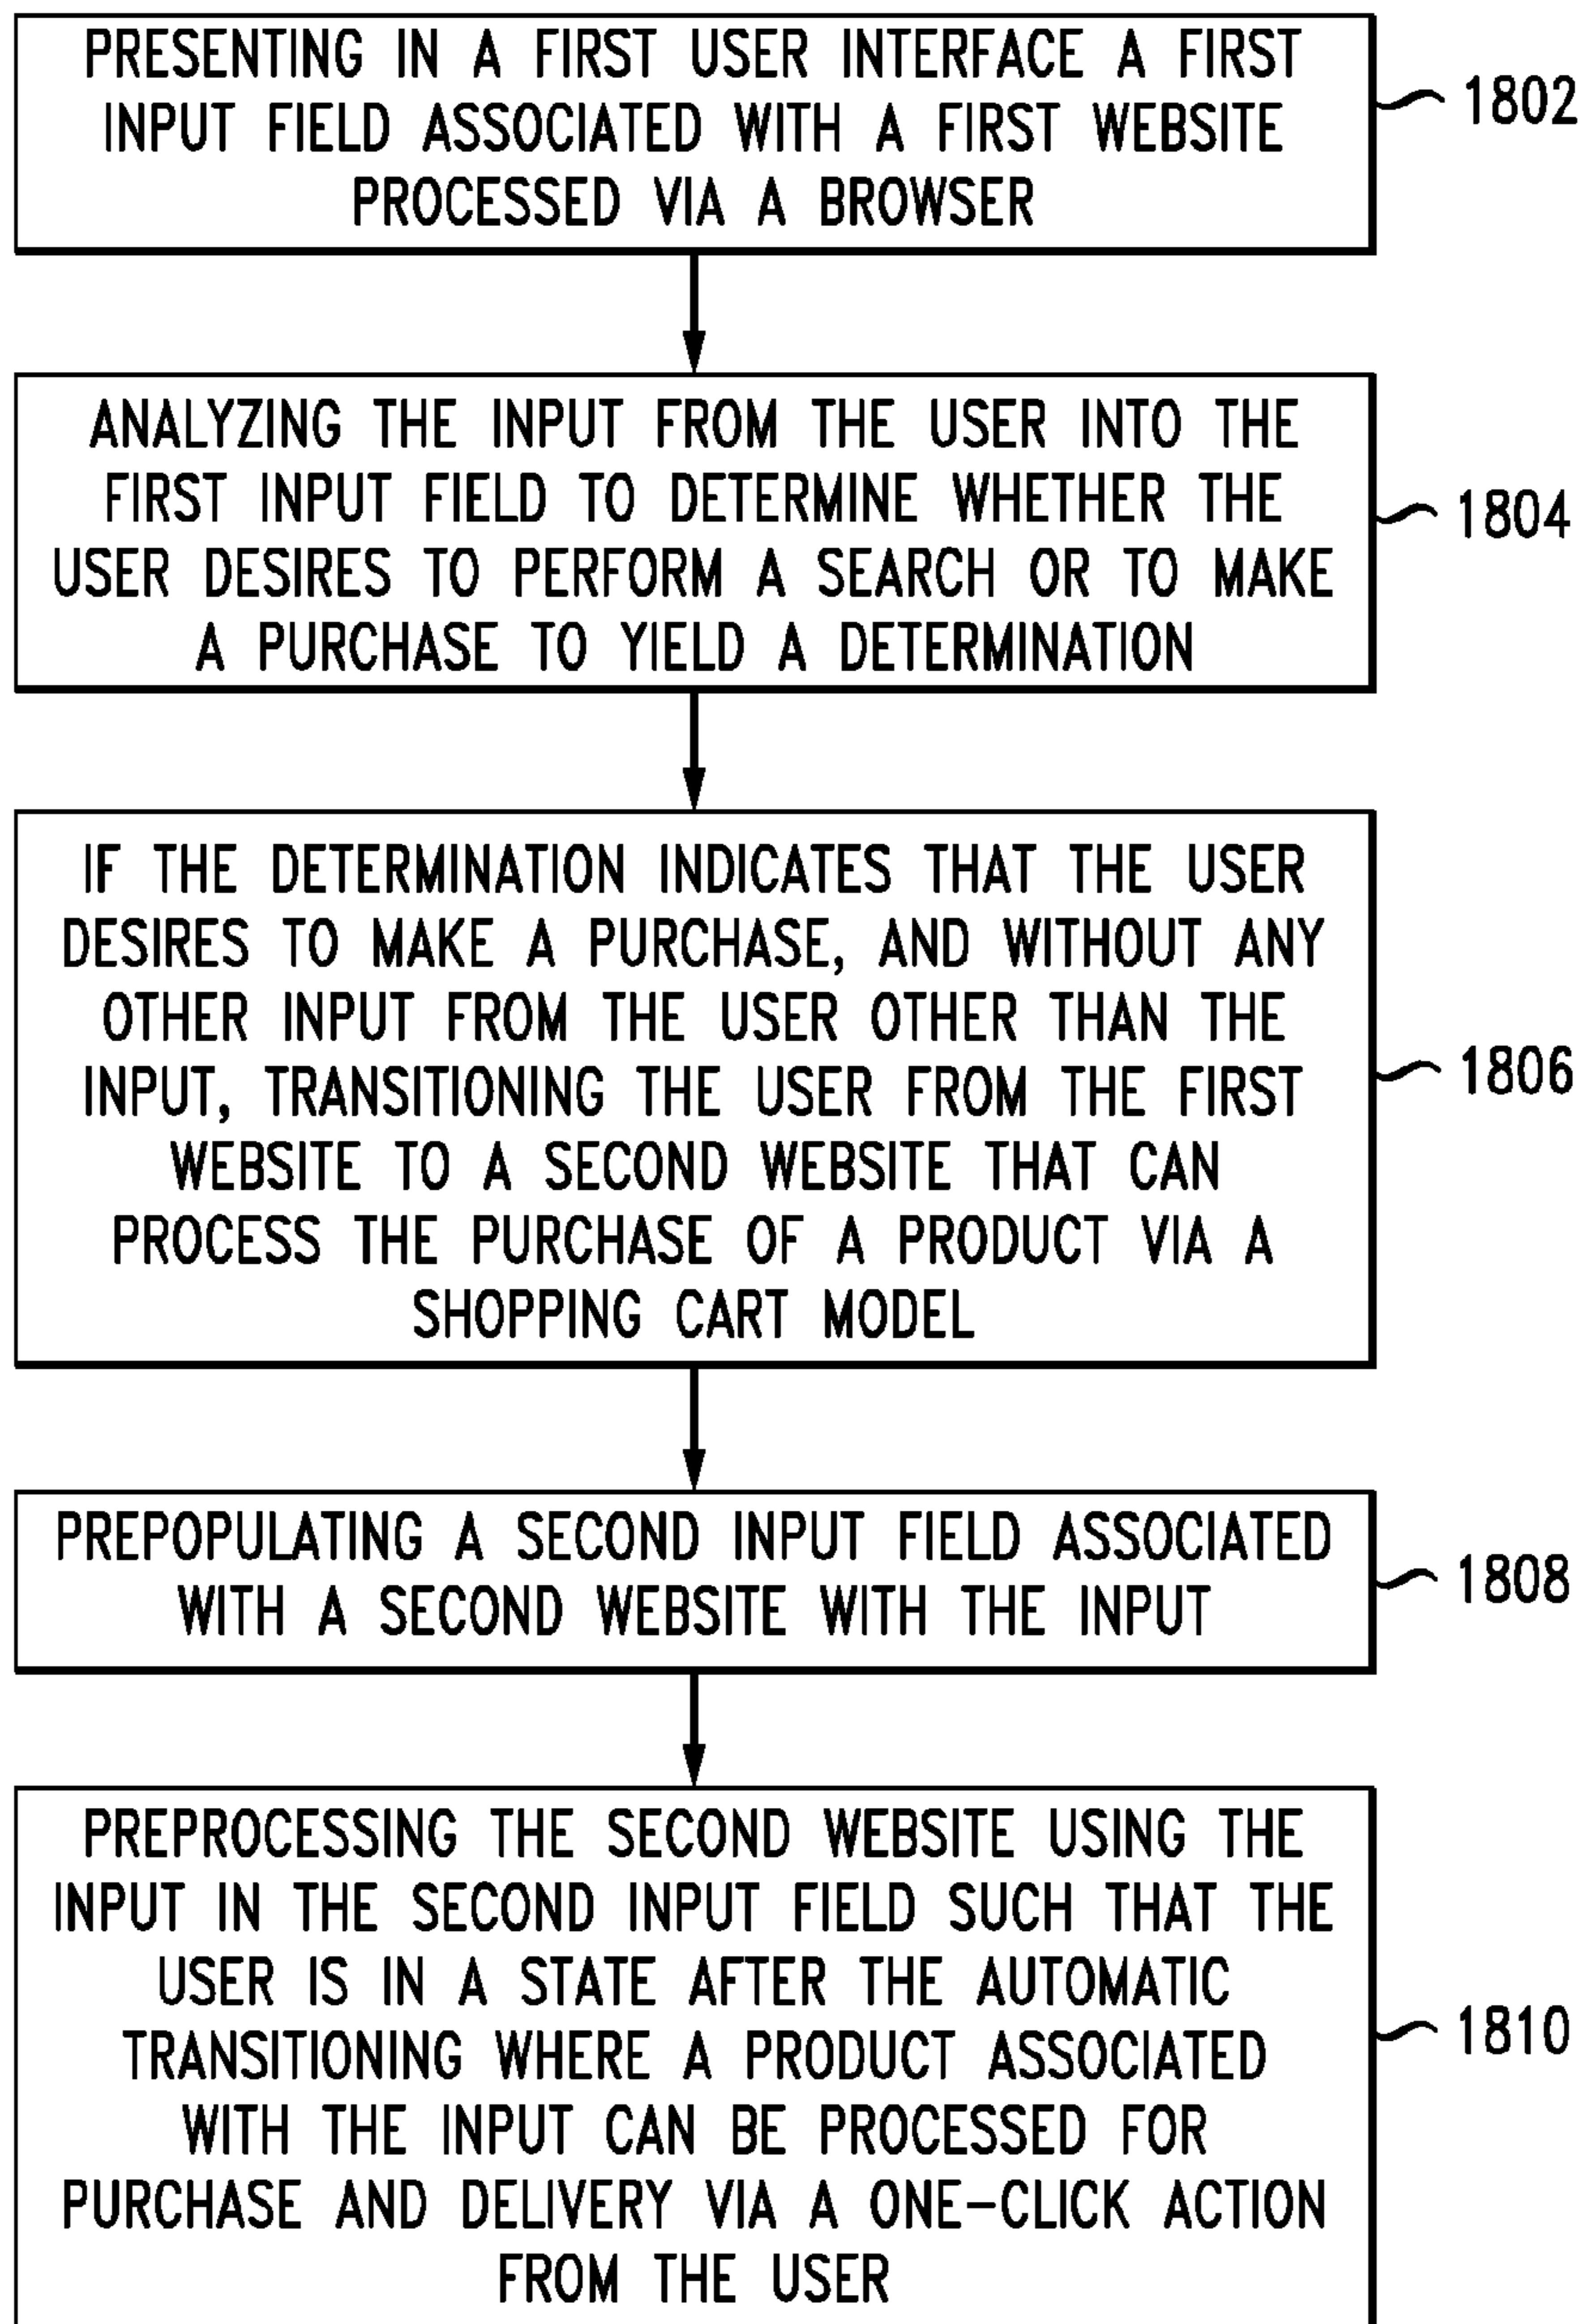 PRESENTING IN A FIRST USER INTERFACE A FIRST
INPUT FIELD ASSOCIATED WITH A FIRST WEBSITE
PROCESSED VIA A BROWSER
1802
ANALYZING THE INPUT FROM THE USER INTO THE
FIRST INPUT FIELD TO DETERMINE WHETHER THE
USER DESIRES TO PERFORM A SEARCH OR TO MAKE
A PURCHASE TO YIELD A DETERMINATION
1804
IF THE DETERMINATION INDICATES THAT THE USER
DESIRES TO MAKE A PURCHASE, AND WITHOUT ANY
OTHER INPUT FROM THE USER OTHER THAN THE
INPUT, TRANSITIONING THE USER FROM THE FIRST
WEBSITE TO A SECOND WEBSITE THAT CAN
PROCESS THE PURCHASE OF A PRODUCT VIA A
SHOPPING CART MODEL
1806
PREPOPULATING A SECOND INPUT FIELD ASSOCIATED
WITH A SECOND WEBSITE WITH THE INPUT
1808
PREPROCESSING THE SECOND WEBSITE USING THE
INPUT IN THE SECOND INPUT FIELD SUCH THAT THE
USER IS IN A STATE AFTER THE AUTOMATIC
TRANSITIONING WHERE A PRODUCT ASSOCIATED
WITH THE INPUT CAN BE PROCESSED FOR
PURCHASE AND DELIVERY VIA A ONE-CLICK ACTION
FROM THE USER
1810